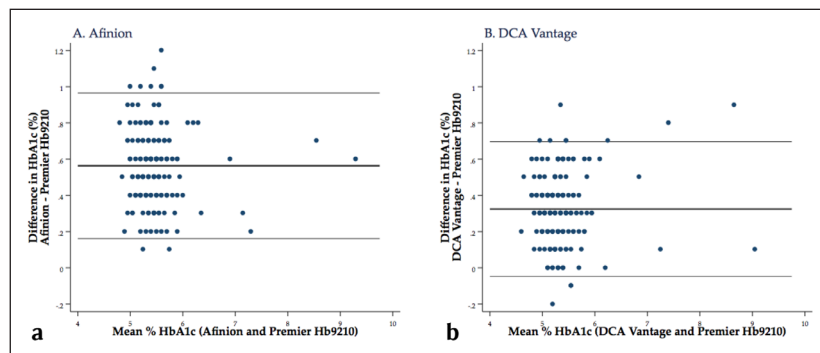 A. Afinion
Difference in HbA1c (%)
Afinion - Premier Hb9210
1.2
1
.8
.6
.4
.2
0
-.2
4 5 6 7 8 9 10
Mean % HbA1c (Afinion and Premier Hb9210)
a
B. DCA Vantage
Difference in HbA1c (%)
DCA Vantage - Premier Hb9210
1.2
1
.8
.6
.4
.2
0
-.2
4 5 6 7 8 9 10
Mean % HbA1c (DCA Vantage and Premier Hb9210)
b